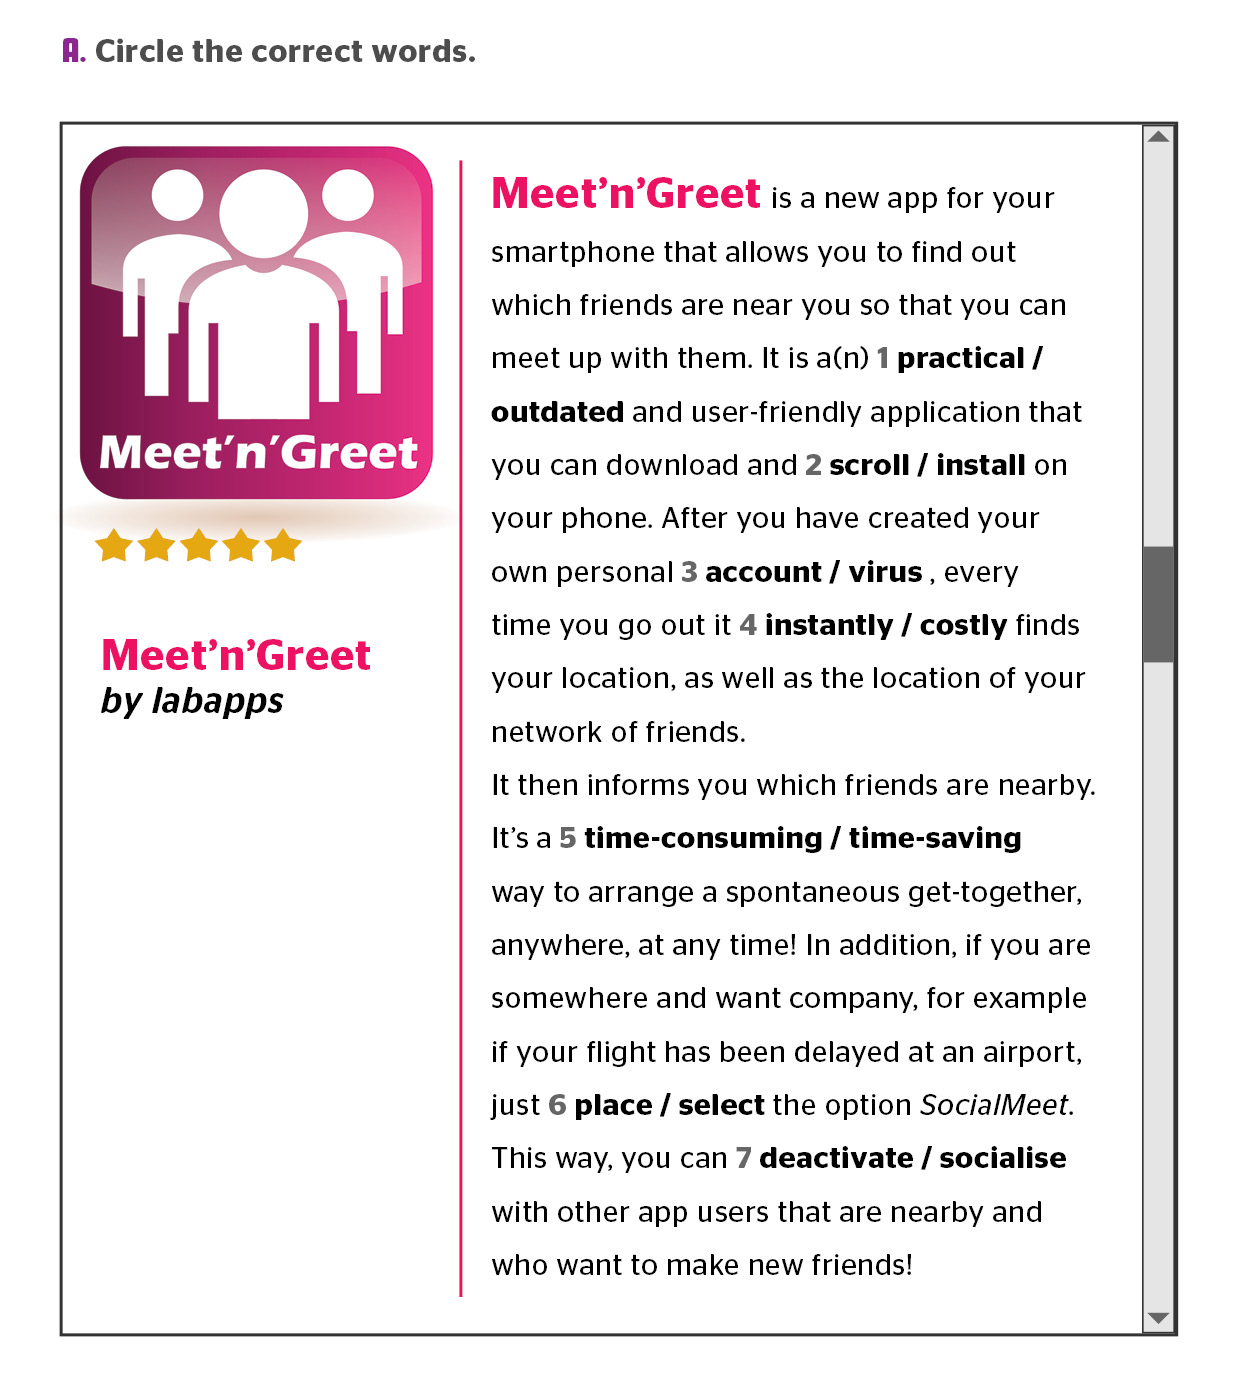 A. Circle the correct words.
Meet'n'Greet
Meet'n'Greet
by labapps
Meet'n'Greet is a new app for your
smartphone that allows you to find out
which friends are near you so that you can
meet up with them. It is a(n) 1 practical /
outdated and user-friendly application that
you can download and 2 scroll / install on
your phone. After you have created your
own personal 3 account / virus , every
time you go out it 4 instantly / costly finds
your location, as well as the location of your
network of friends.
It then informs you which friends are nearby.
It's a 5 time-consuming / time-saving
way to arrange a spontaneous get-together,
anywhere, at any time! In addition, if you are
somewhere and want company, for example
if your flight has been delayed at an airport,
just 6 place / select the option SocialMeet.
This way, you can 7 deactivate / socialise
with other app users that are nearby and
who want to make new friends!